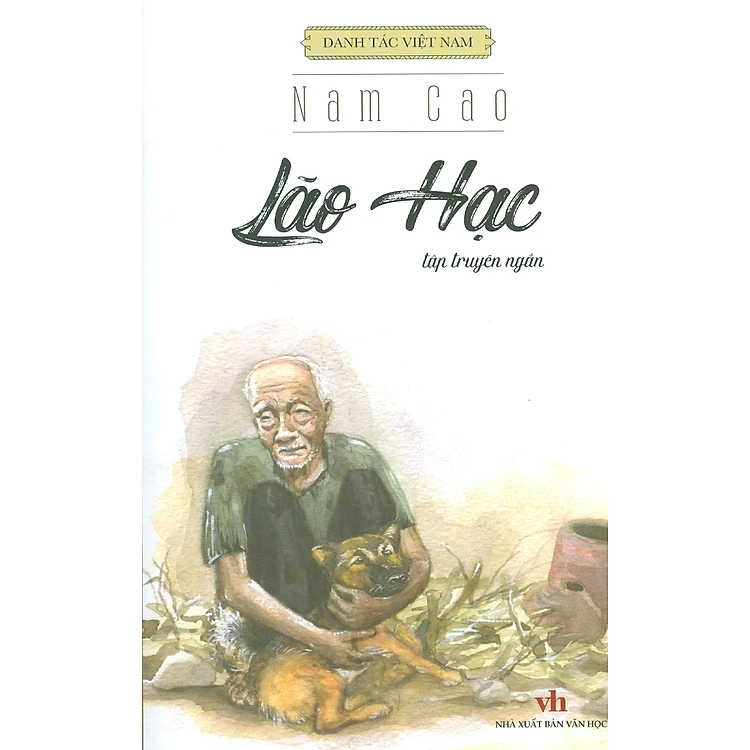 DANH TÁC VIỆT NAM
Nam Cao
Lão Hạc
tập truyện ngắn
vh
NHÀ XUẤT BẢN VĂN HỌC